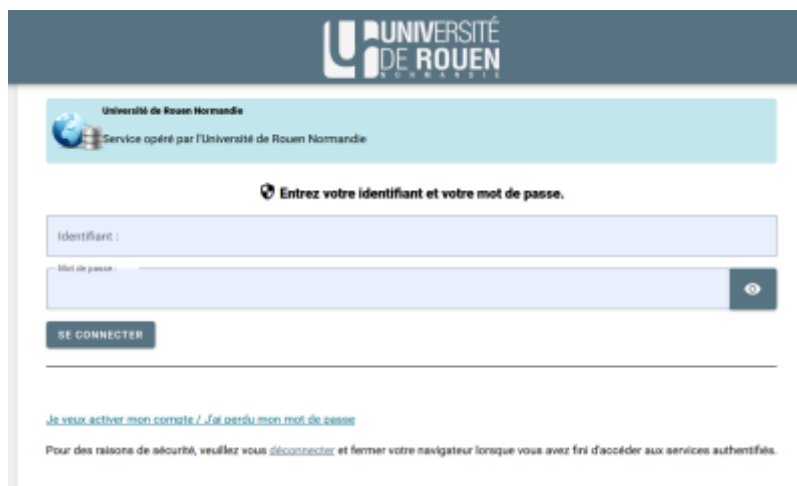 UNIVERSITÉ
DE ROUEN
NORMANDIE
Université de Rouen Normandie
Service opéré par l'Université de Rouen Normandie
Entrez votre identifiant et votre mot de passe.
Identifiant :
Mot de passe :
SE CONNECTER
Je veux activer mon compte / J'ai perdu mon mot de passe
Pour des raisons de sécurité, veuillez vous déconnecter et fermer votre navigateur lorsque vous avez fini d'accéder aux services authentifiés.